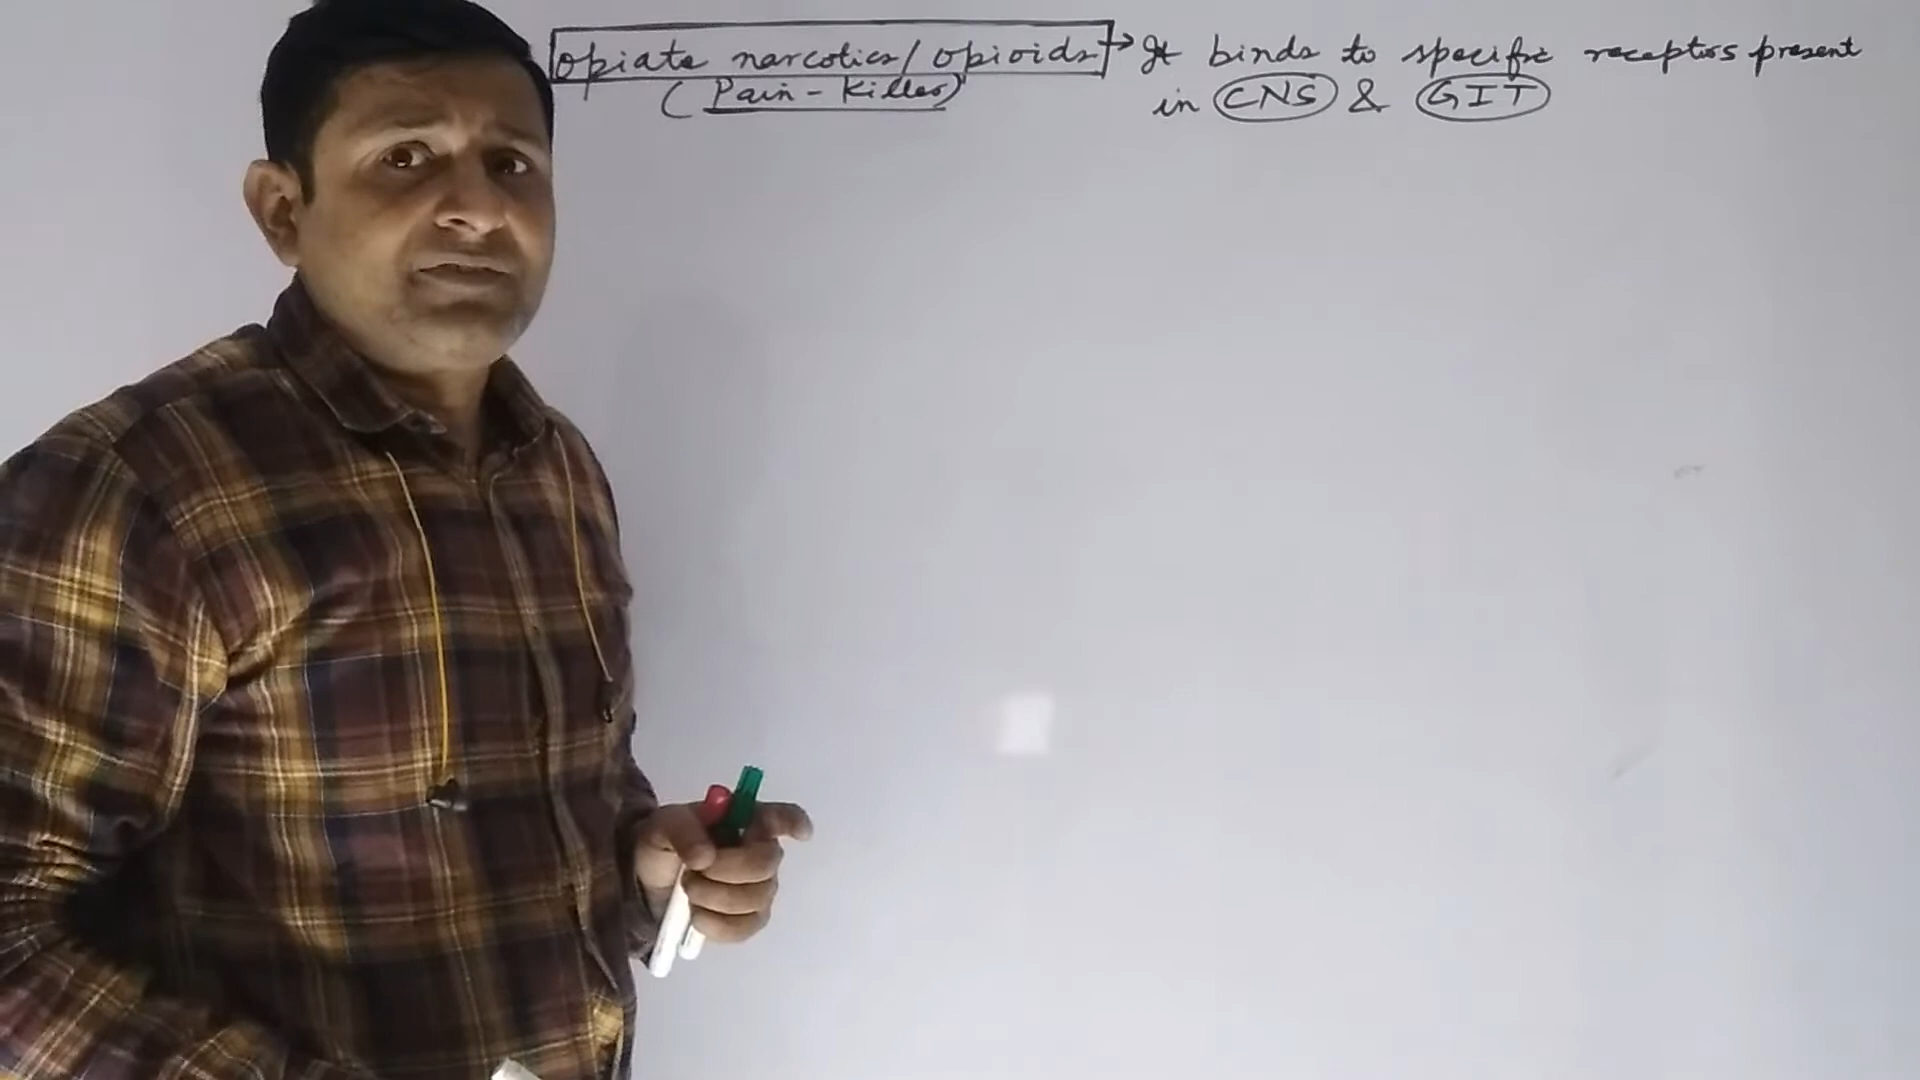 Opiate narcotics/opioids → It binds to specific receptors present
(Pain-killer) in CNS & GIT